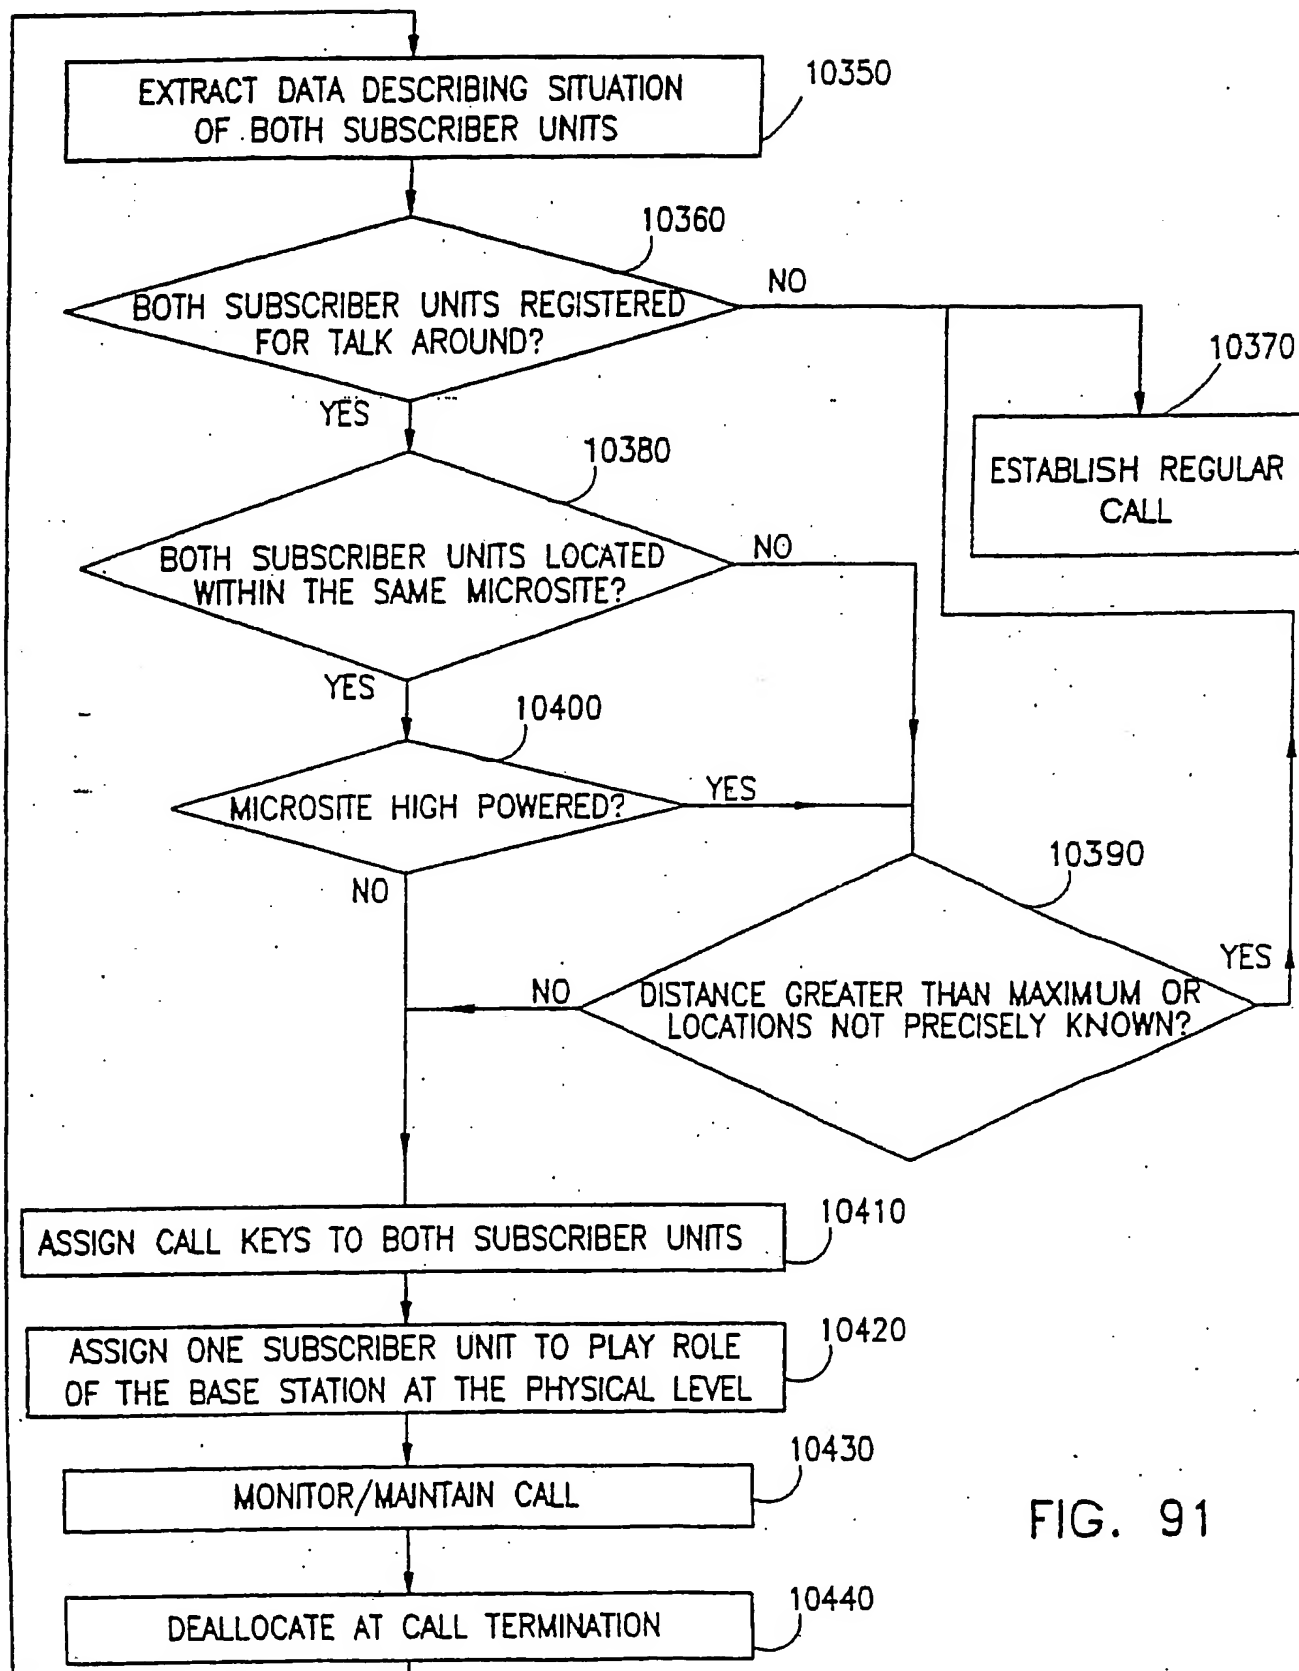 EXTRACT DATA DESCRIBING SITUATION
OF BOTH SUBSCRIBER UNITS
10350
10360
BOTH SUBSCRIBER UNITS REGISTERED
FOR TALK AROUND?
NO
YES
10370
ESTABLISH REGULAR
CALL
10380
BOTH SUBSCRIBER UNITS LOCATED
WITHIN THE SAME MICROSITE?
NO
YES
10400
MICROSITE HIGH POWERED?
YES
NO
10390
DISTANCE GREATER THAN MAXIMUM OR
LOCATIONS NOT PRECISELY KNOWN?
YES
NO
ASSIGN CALL KEYS TO BOTH SUBSCRIBER UNITS
10410
ASSIGN ONE SUBSCRIBER UNIT TO PLAY ROLE
OF THE BASE STATION AT THE PHYSICAL LEVEL
10420
MONITOR/MAINTAIN CALL
10430
DEALLOCATE AT CALL TERMINATION
10440
FIG. 91